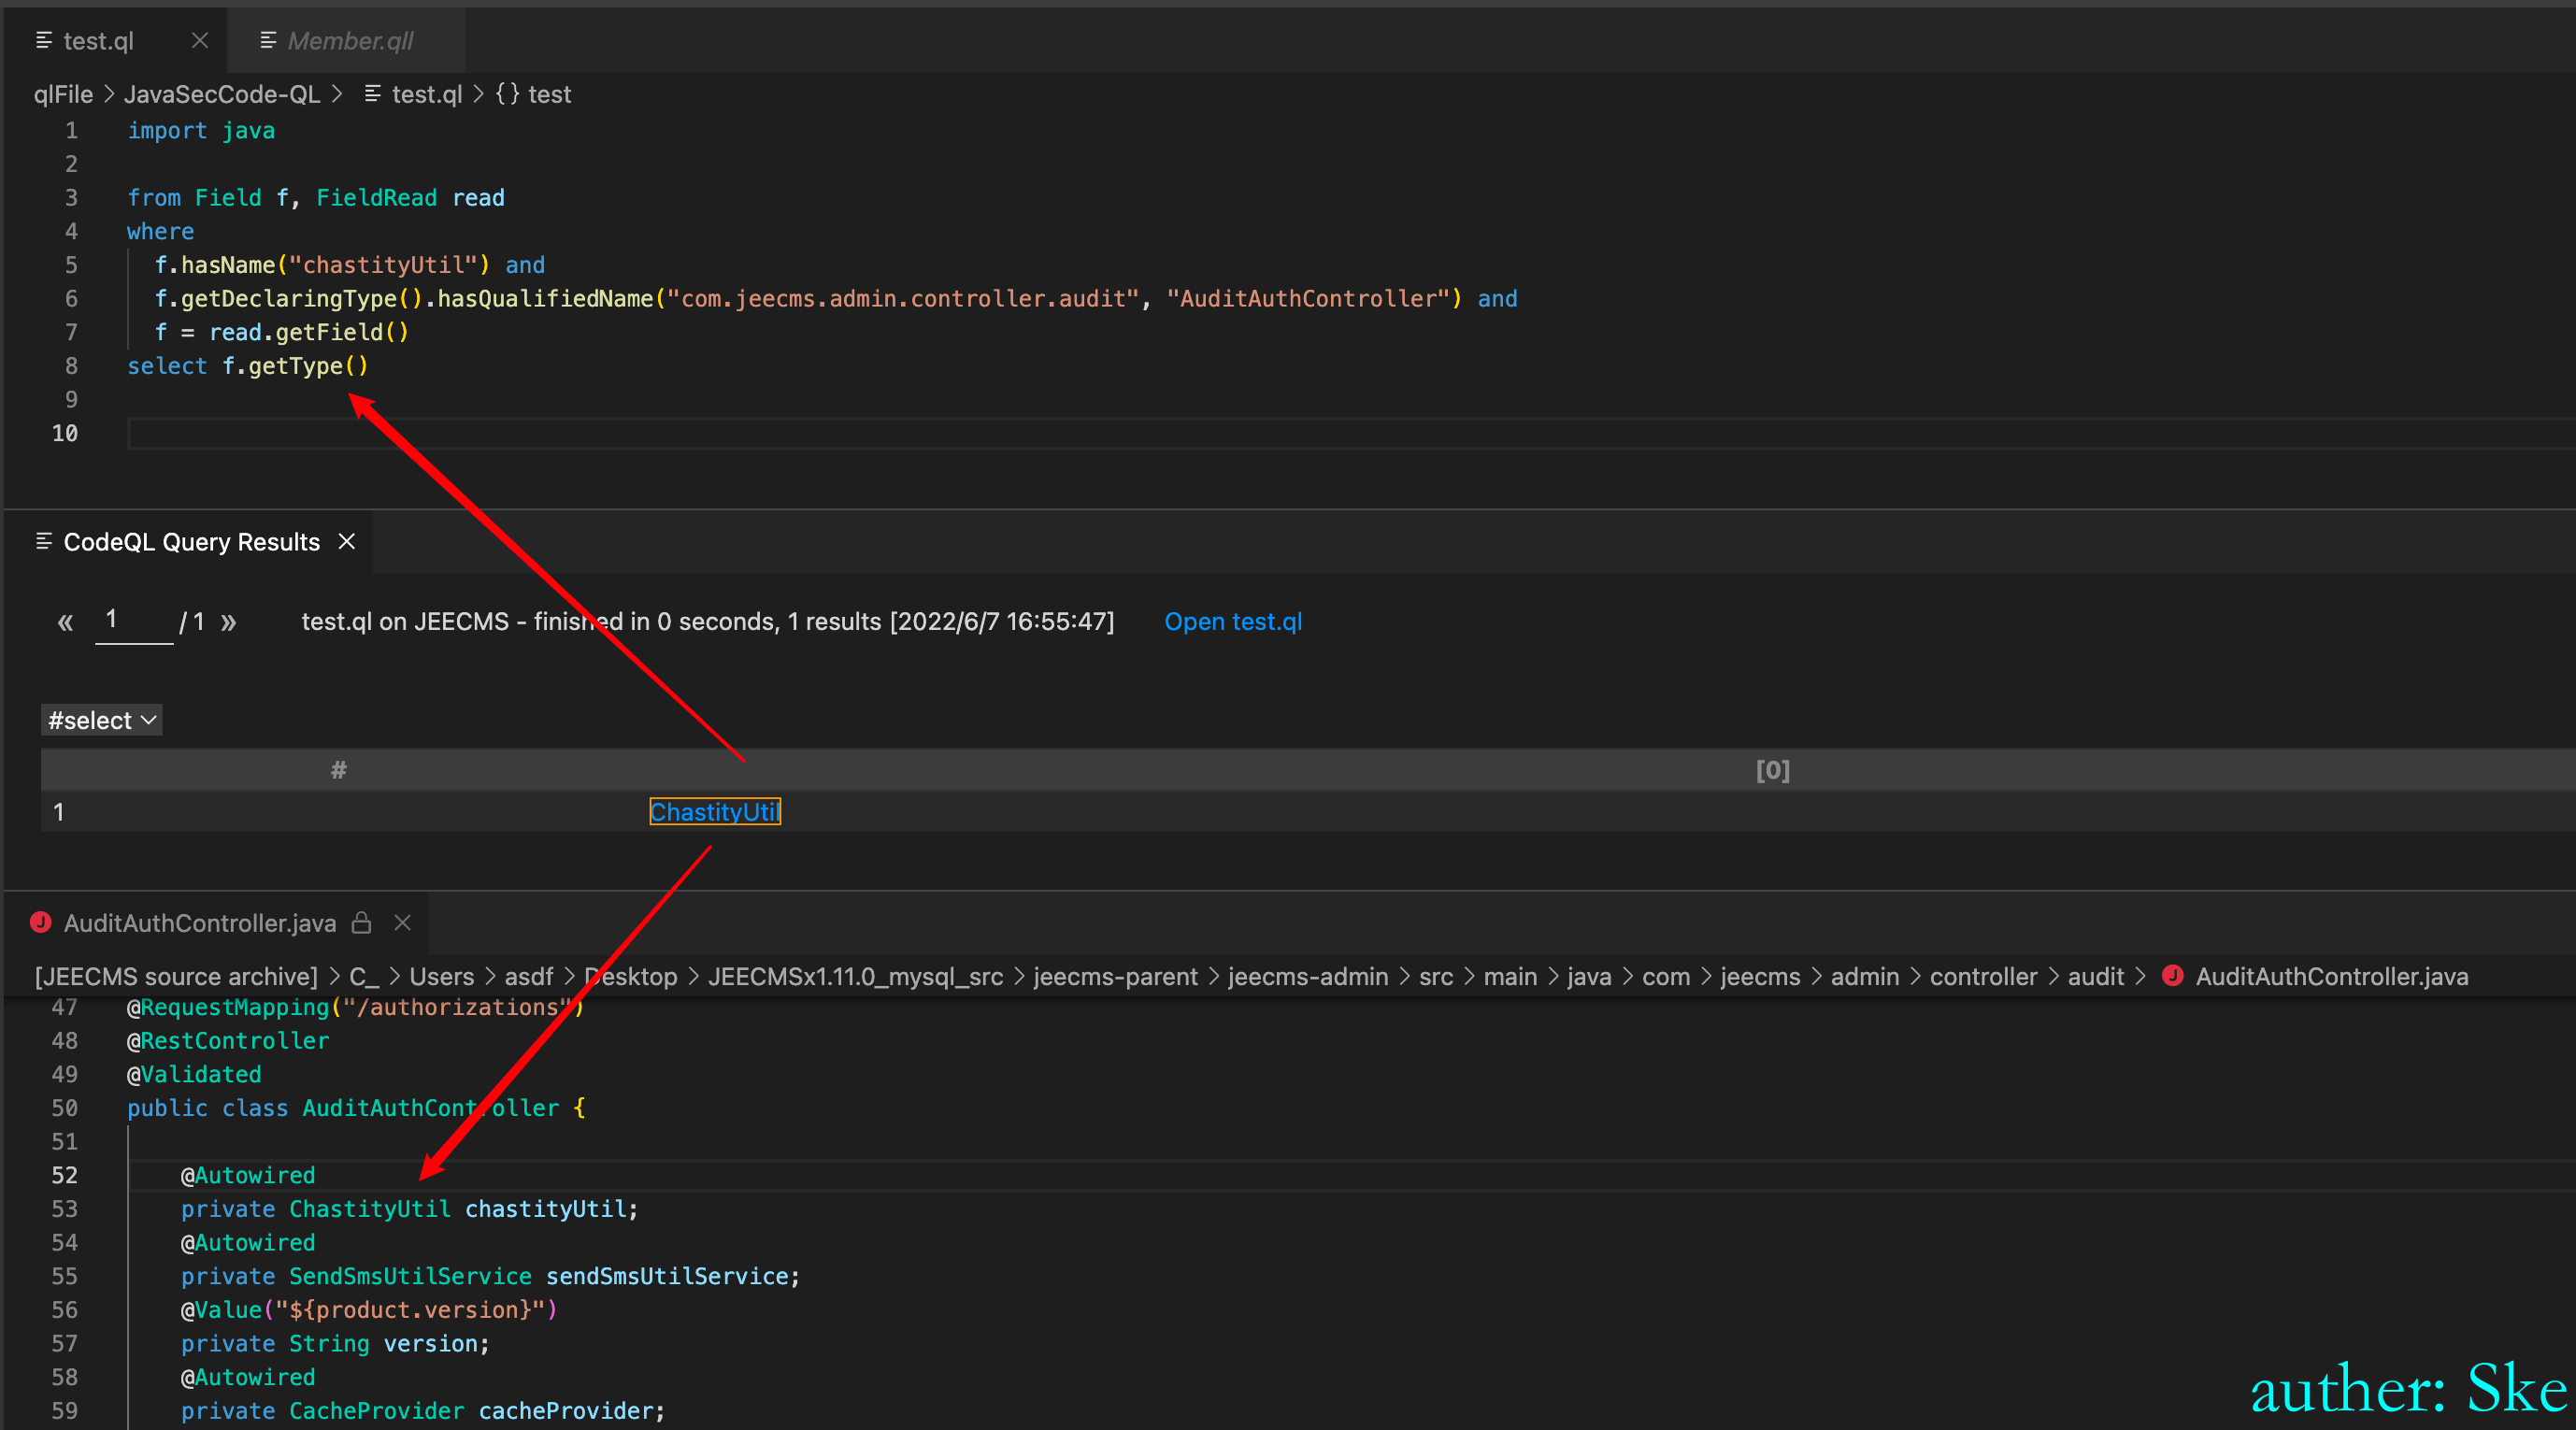 test.ql
Member.qll
qlFile > JavaSecCode-QL > test.ql > {} test
1 import java
2
3 from Field f, FieldRead read
4 where
5 f.hasName("chastityUtil") and
6 f.getDeclaringType().hasQualifiedName("com.jeecms.admin.controller.audit", "AuditAuthController") and
7 f = read.getField()
8 select f.getType()
9
10
CodeQL Query Results
« 1 / 1 » test.ql on JEECMS - finished in 0 seconds, 1 results [2022/6/7 16:55:47] Open test.ql
#select
# [0]
1 ChastityUtil
AuditAuthController.java
[JEECMS source archive] > C_ > Users > asdf > Desktop > JEECMSx1.11.0_mysql_src > jeecms-parent > jeecms-admin > src > main > java > com > jeecms > admin > controller > audit > AuditAuthController.java
47 @RequestMapping("/authorizations")
48 @RestController
49 @Validated
50 public class AuditAuthController {
51
52 @Autowired
53 private ChastityUtil chastityUtil;
54 @Autowired
55 private SendSmsUtilService sendSmsUtilService;
56 @Value("${product.version}")
57 private String version;
58 @Autowired
59 private CacheProvider cacheProvider;
auther: Ske